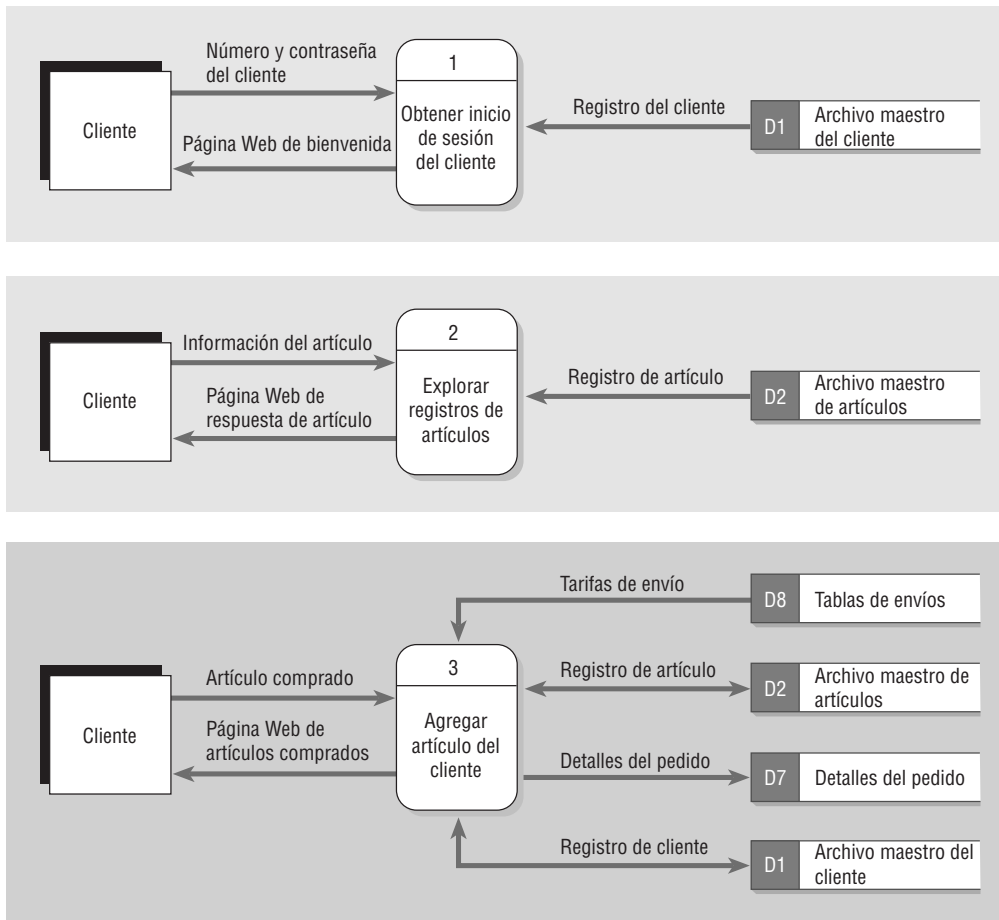 Número y contraseña
del cliente
1
Cliente
Obtener inicio
de sesión
del cliente
Página Web de bienvenida
Registro del cliente
D1
Archivo maestro
del cliente
Información del artículo
2
Cliente
Página Web de
respuesta de artículo
Explorar
registros de
artículos
Registro de artículo
D2
Archivo maestro
de artículos
Tarifas de envío
D8
Tablas de envíos
Artículo comprado
3
Cliente
Página Web de
artículos comprados
Agregar
artículo del
cliente
Registro de artículo
D2
Archivo maestro de
artículos
Detalles del pedido
D7
Detalles del pedido
Registro de cliente
D1
Archivo maestro del
cliente